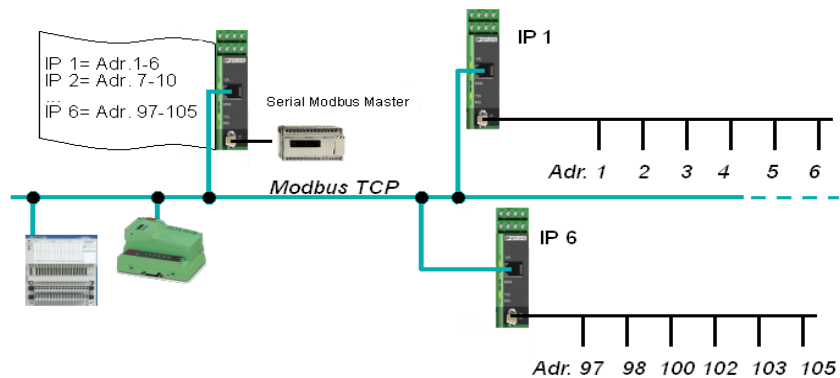 IP 1= Adr.1-6
IP 2= Adr. 7-10
...
IP 6= Adr. 97-105
Serial Modbus Master
IP 1
Adr. 1 2 3 4 5 6
Modbus TCP
IP 6
Adr. 97 98 100 102 103 105